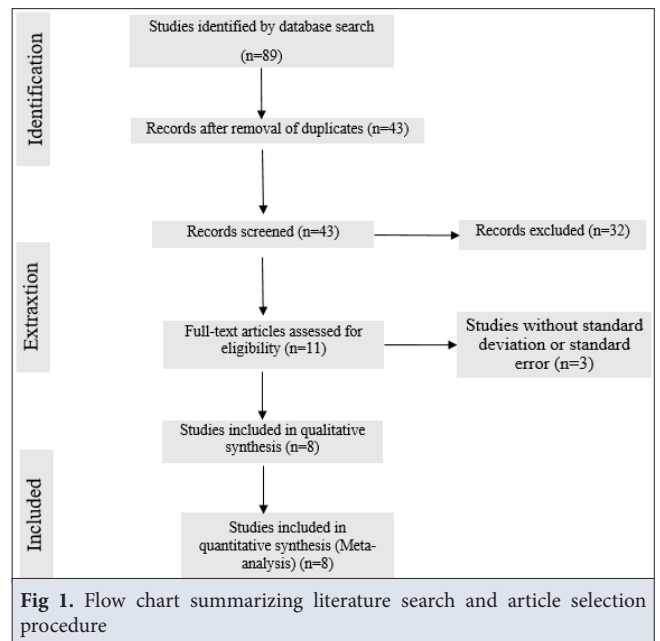 Identification
Studies identified by database search
(n=89)
Records after removal of duplicates (n=43)
Extraxtion
Records screened (n=43)
Records excluded (n=32)
Full-text articles assessed for
eligibility (n=11)
Studies without standard
deviation or standard
error (n=3)
Included
Studies included in qualitative
synthesis (n=8)
Studies included in
quantitative synthesis (Meta-
analysis) (n=8)
Fig 1. Flow chart summarizing literature search and article selection
procedure